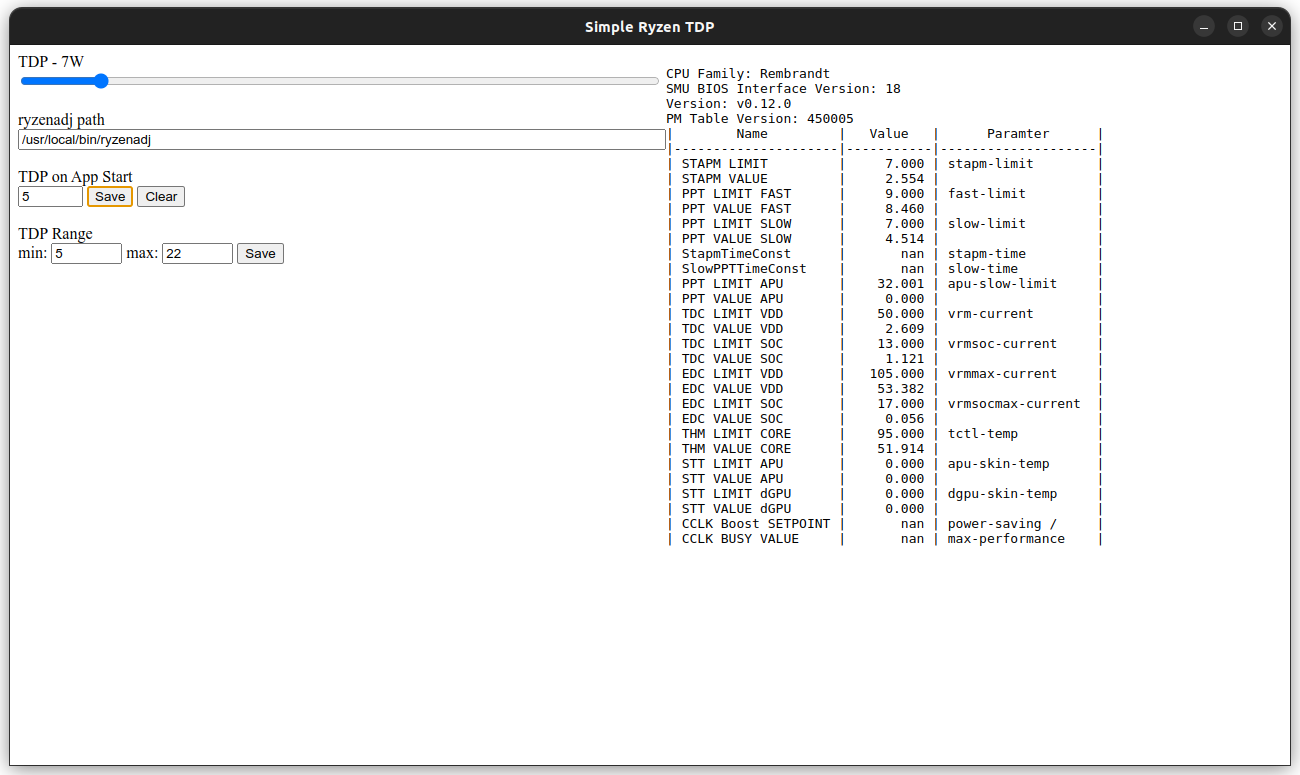 Simple Ryzen TDP
TDP - 7W
ryzenadj path
/usr/local/bin/ryzenadj
TDP on App Start
5 Save Clear
TDP Range
min: 5 max: 22 Save
CPU Family: Rembrandt
SMU BIOS Interface Version: 18
Version: v0.12.0
PM Table Version: 450005
| Name | Value | Paramter |
|---------------------|-----------|--------------------|
| STAPM LIMIT | 7.000 | stapm-limit |
| STAPM VALUE | 2.554 | |
| PPT LIMIT FAST | 9.000 | fast-limit |
| PPT VALUE FAST | 8.460 | |
| PPT LIMIT SLOW | 7.000 | slow-limit |
| PPT VALUE SLOW | 4.514 | |
| StapmTimeConst | nan | stapm-time |
| SlowPPTTimeConst | nan | slow-time |
| PPT LIMIT APU | 32.001 | apu-slow-limit |
| PPT VALUE APU | 0.000 | |
| TDC LIMIT VDD | 50.000 | vrm-current |
| TDC VALUE VDD | 2.609 | |
| TDC LIMIT SOC | 13.000 | vrmsoc-current |
| TDC VALUE SOC | 1.121 | |
| EDC LIMIT VDD | 105.000 | vrmmax-current |
| EDC VALUE VDD | 53.382 | |
| EDC LIMIT SOC | 17.000 | vrmsocmax-current |
| EDC VALUE SOC | 0.056 | |
| THM LIMIT CORE | 95.000 | tctl-temp |
| THM VALUE CORE | 51.914 | |
| STT LIMIT APU | 0.000 | apu-skin-temp |
| STT VALUE APU | 0.000 | |
| STT LIMIT dGPU | 0.000 | dgpu-skin-temp |
| STT VALUE dGPU | 0.000 | |
| CCLK Boost SETPOINT | nan | power-saving / |
| CCLK BUSY VALUE | nan | max-performance |